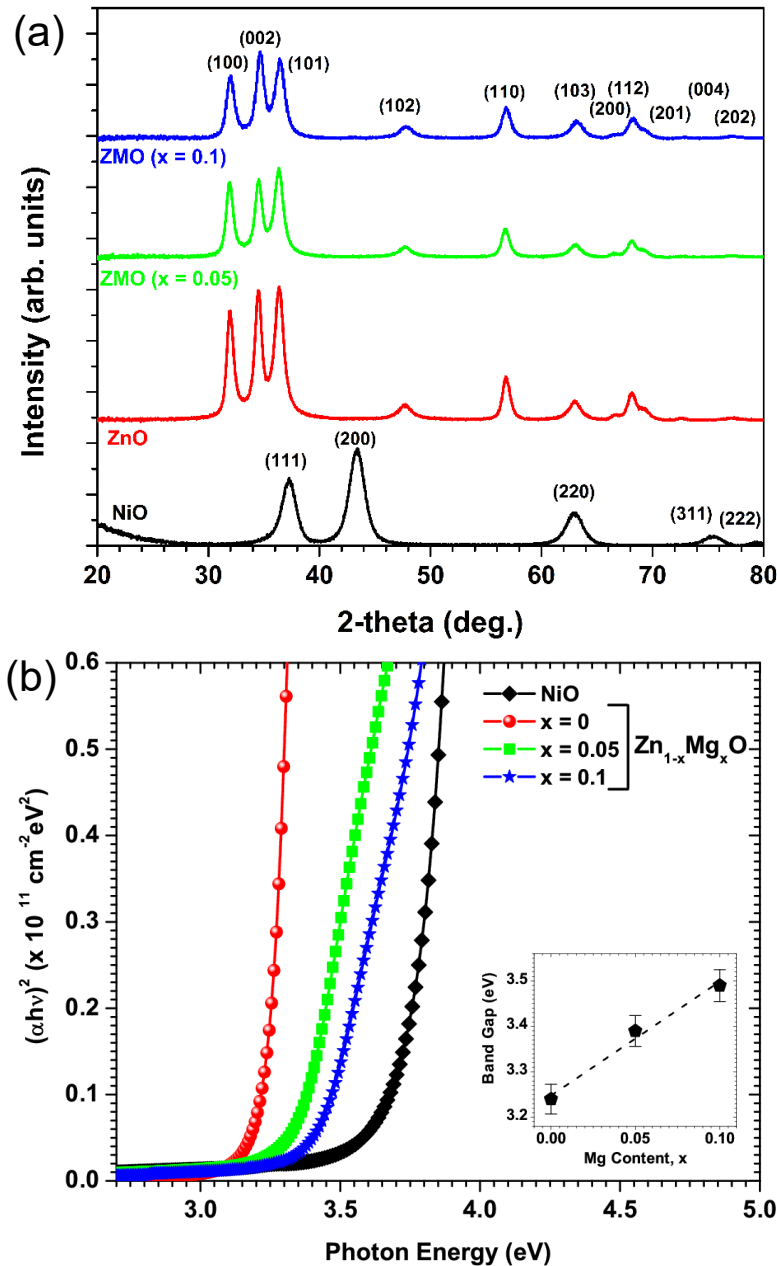 (a)
(100)
(002)
(101)
(102)
(110)
(103)
(200)
(112)
(201)
(004)
(202)
ZMO (x = 0.1)
ZMO (x = 0.05)
ZnO
NiO
(111)
(200)
(220)
(311)
(222)
Intensity (arb. units)
20 30 40 50 60 70 80
2-theta (deg.)
(b)
0.6
0.5
0.4
0.3
0.2
0.1
0.0
(αhν)² (x 10 ¹¹ cm⁻²eV²)
NiO
x = 0
x = 0.05
x = 0.1
Zn₁₋ₓMgₓO
3.5
3.4
3.3
3.2
Band Gap (eV)
0.00 0.05 0.10
Mg Content, x
3.0 3.5 4.0 4.5 5.0
Photon Energy (eV)